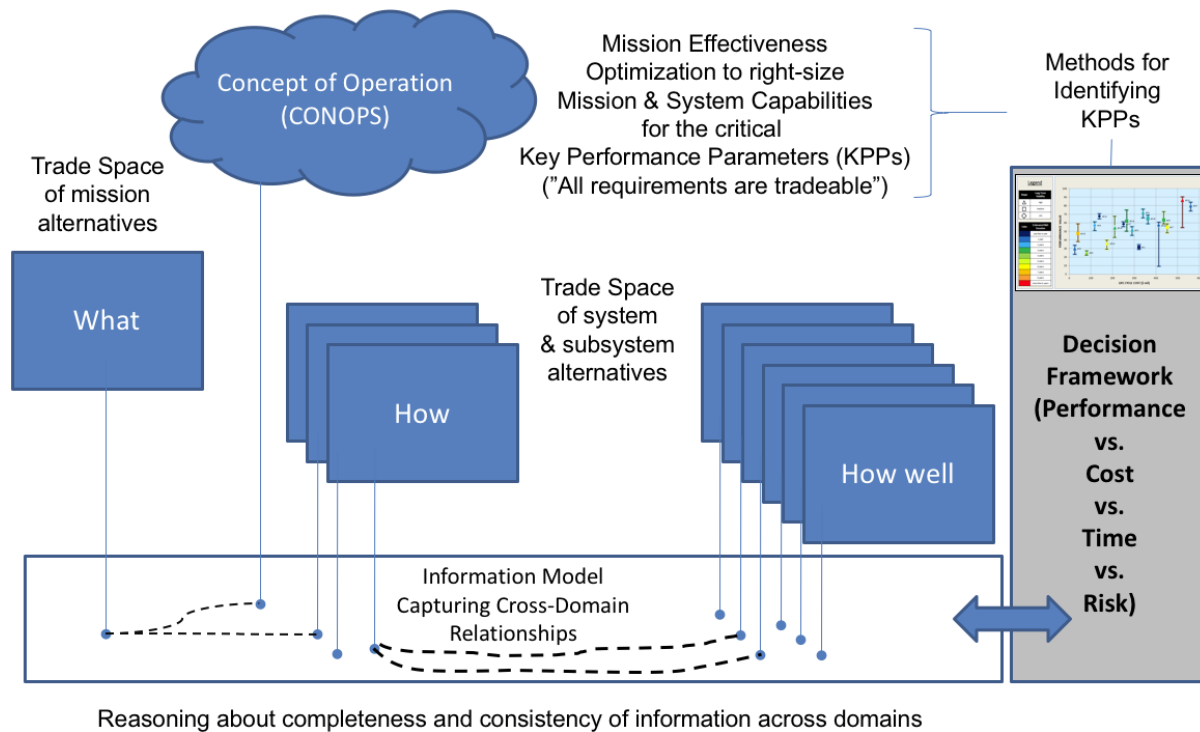 Concept of Operation
(CONOPS)
Mission Effectiveness
Optimization to right-size
Mission & System Capabilities
for the critical
Key Performance Parameters (KPPs)
(”All requirements are tradeable”)
Methods for
Identifying
KPPs
Trade Space
of mission
alternatives
What
How
Trade Space
of system
& subsystem
alternatives
How well
Legend
Decision
Framework
(Performance
vs.
Cost
vs.
Time
vs.
Risk)
Information Model
Capturing Cross-Domain
Relationships
Reasoning about completeness and consistency of information across domains